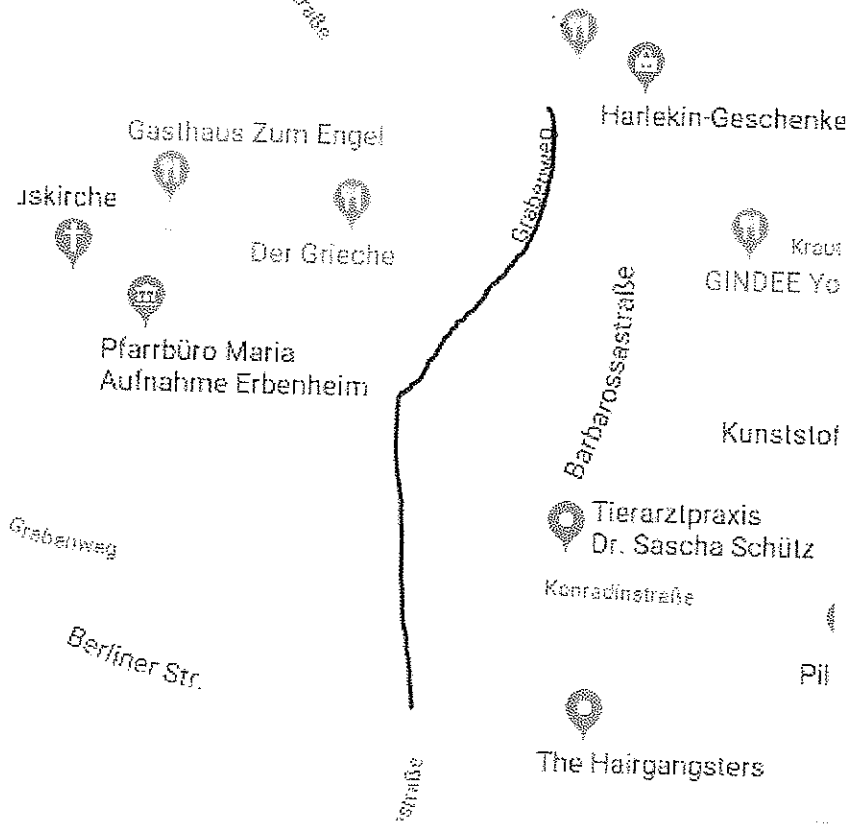 straße
Harlekin-Geschenke
Gasthaus Zum Engel
Grabenweg
uskirche
Der Grieche
Kraut
GINDEE Yo
Barbarossastraße
Pfarrbüro Maria
Aufnahme Erbenheim
Kunststof
Tierarztpraxis
Dr. Sascha Schütz
Grabenweg
Konradinstraße
Berliner Str.
Pil
The Hairgangsters
straße